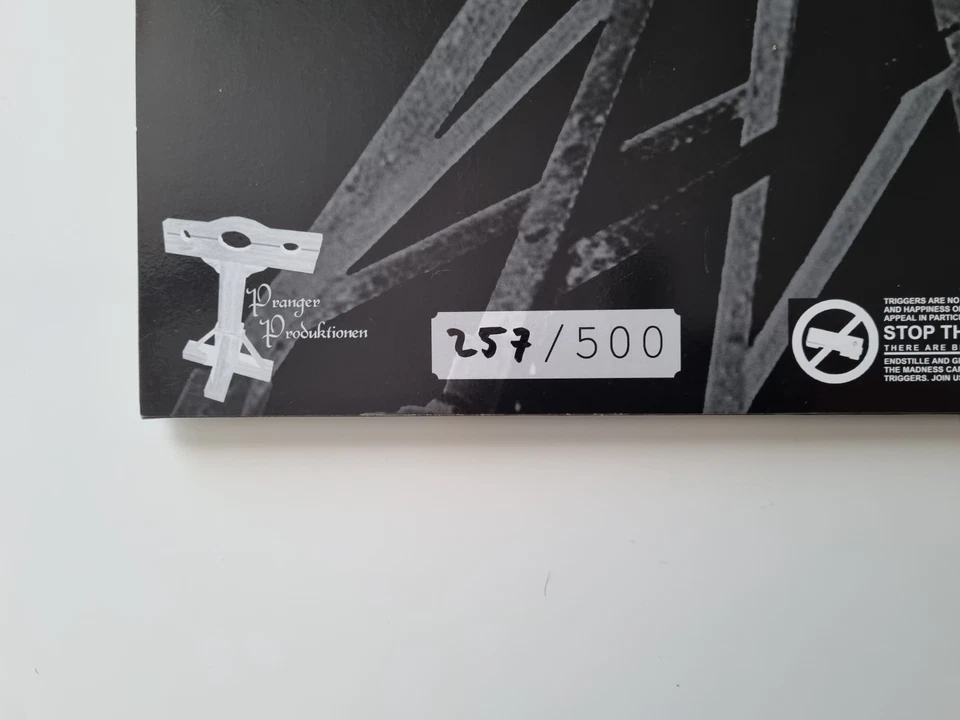 Pranger
Produktionen
257/500
TRIGGERS ARE NO
AND HAPPINESS O
APPEAL IN PARTIC
STOP TH
THERE ARE B
ENDSTILLE AND G
THE MADNESS CA
TRIGGERS. JOIN US